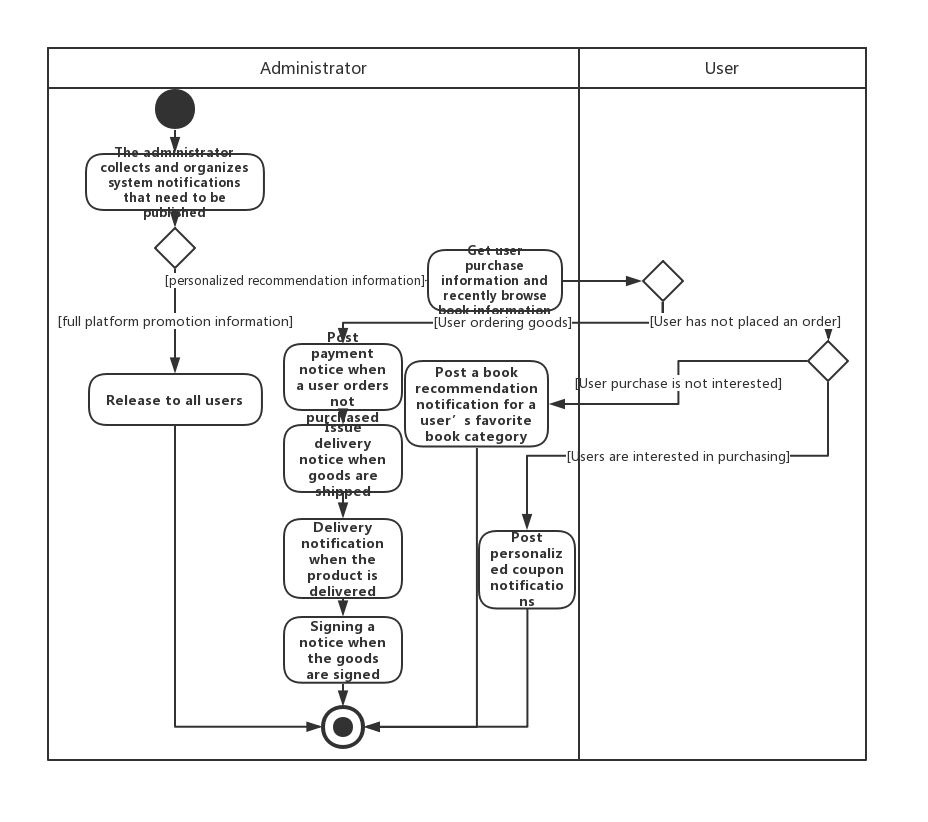 Administrator
User
The administrator
collects and organizes
system notifications
that need to be
published
Get user
purchase
information and
recently browse
book information
[personalized recommendation information]
[full platform promotion information]
[User ordering goods]
[User has not placed an order]
Post
payment
notice when
a user orders
not
purchased
Post a book
recommendation
notification for a
user’s favorite
book category
[User purchase is not interested]
Release to all users
Issue
delivery
notice when
goods are
shipped
[Users are interested in purchasing]
Delivery
notification
when the
product is
delivered
Post
personaliz
ed coupon
notificatio
ns
Signing a
notice when
the goods
are signed